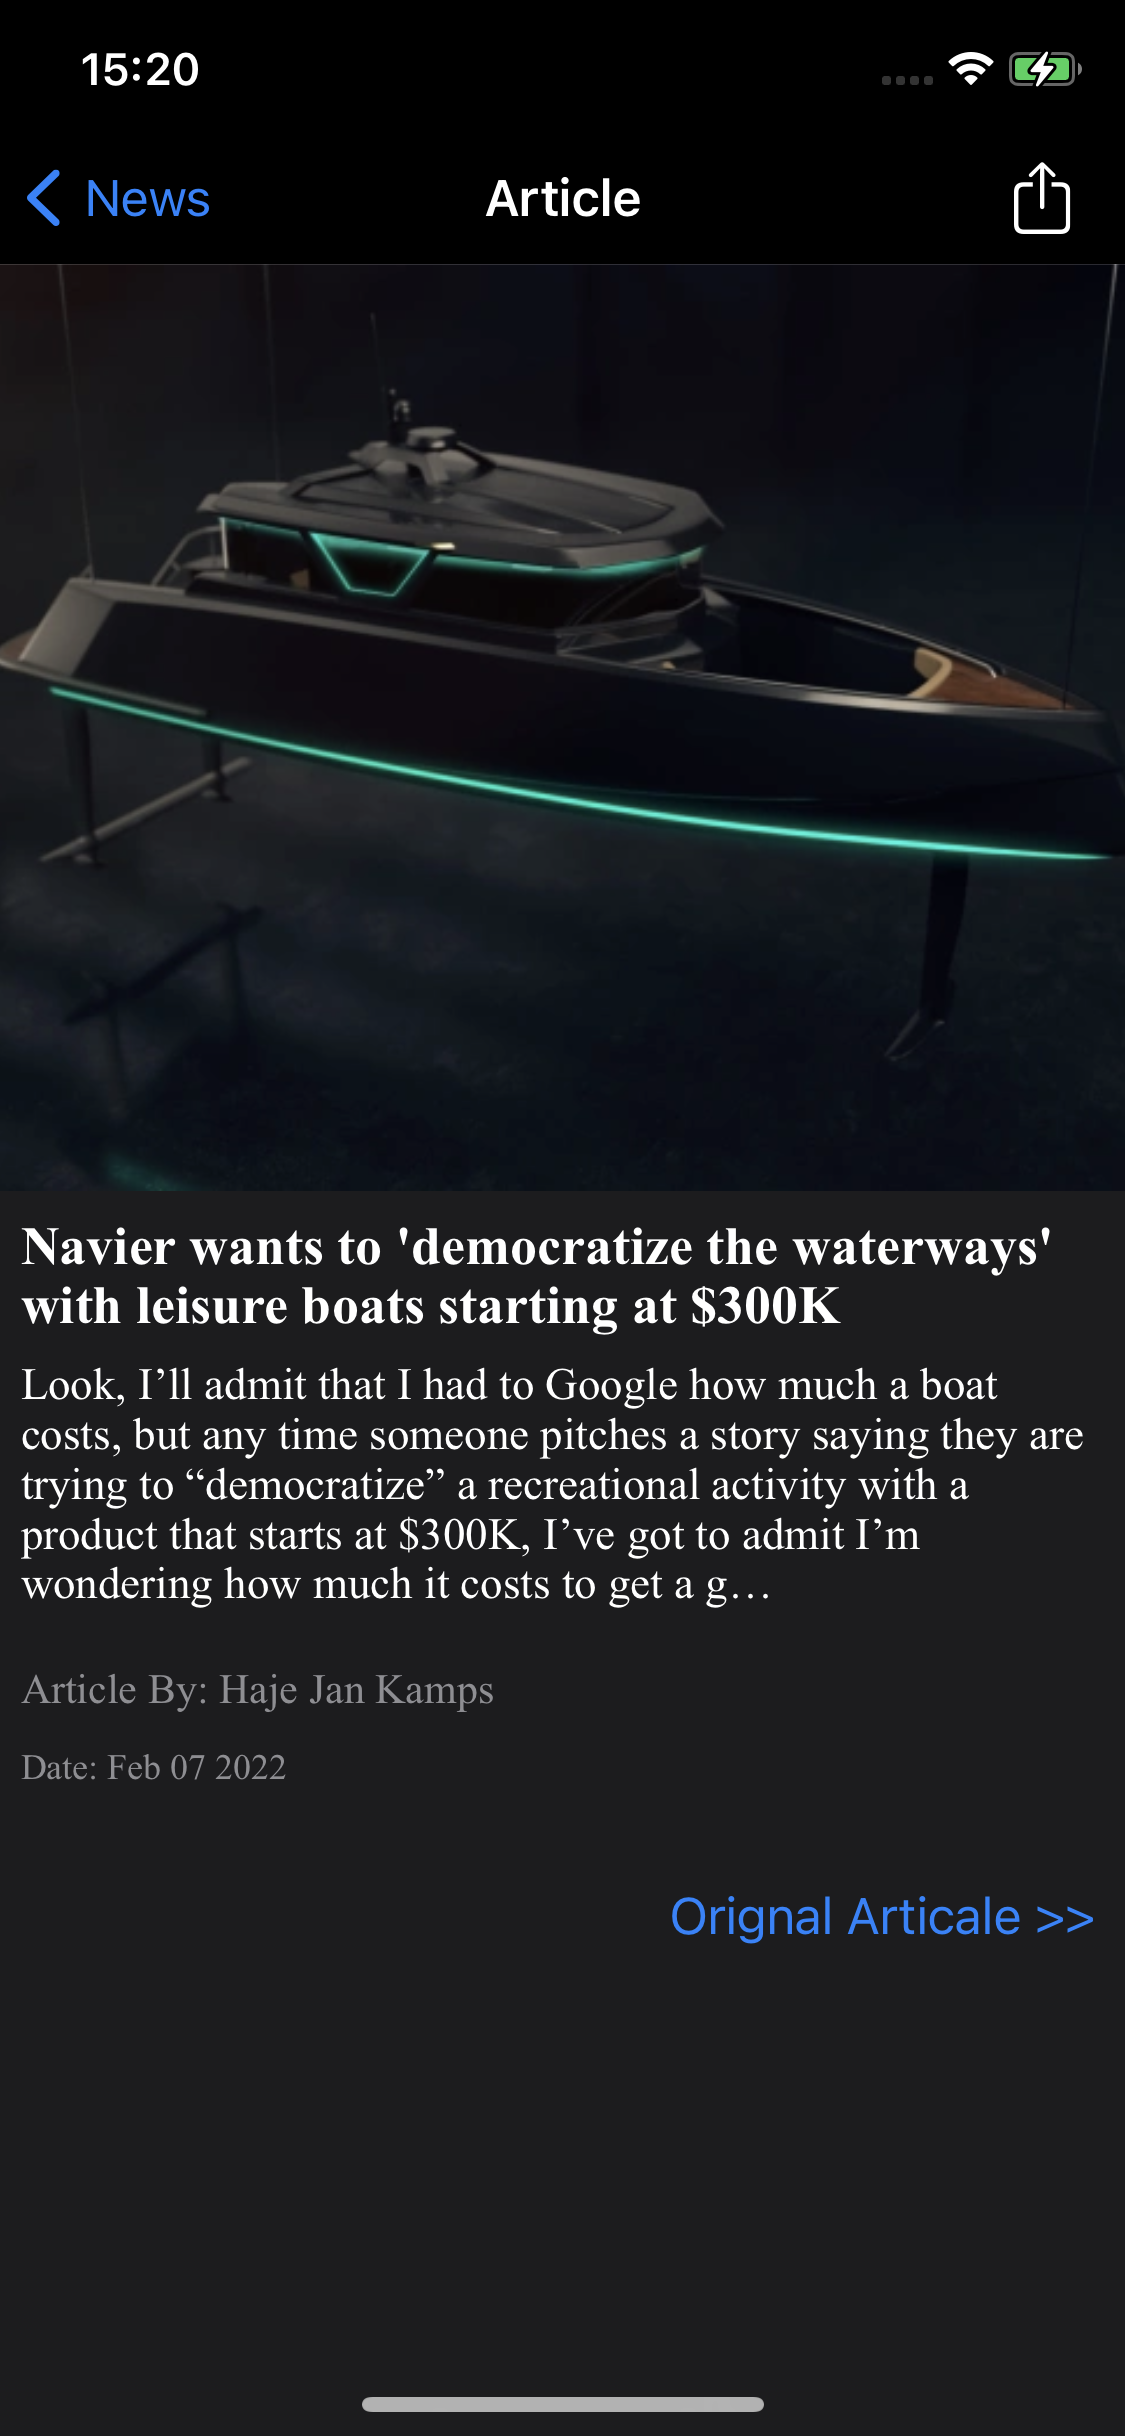 15:20
News
Article
Navier wants to 'democratize the waterways'
with leisure boats starting at $300K
Look, I’ll admit that I had to Google how much a boat
costs, but any time someone pitches a story saying they are
trying to “democratize” a recreational activity with a
product that starts at $300K, I’ve got to admit I’m
wondering how much it costs to get a g…
Article By: Haje Jan Kamps
Date: Feb 07 2022
Orignal Articale >>